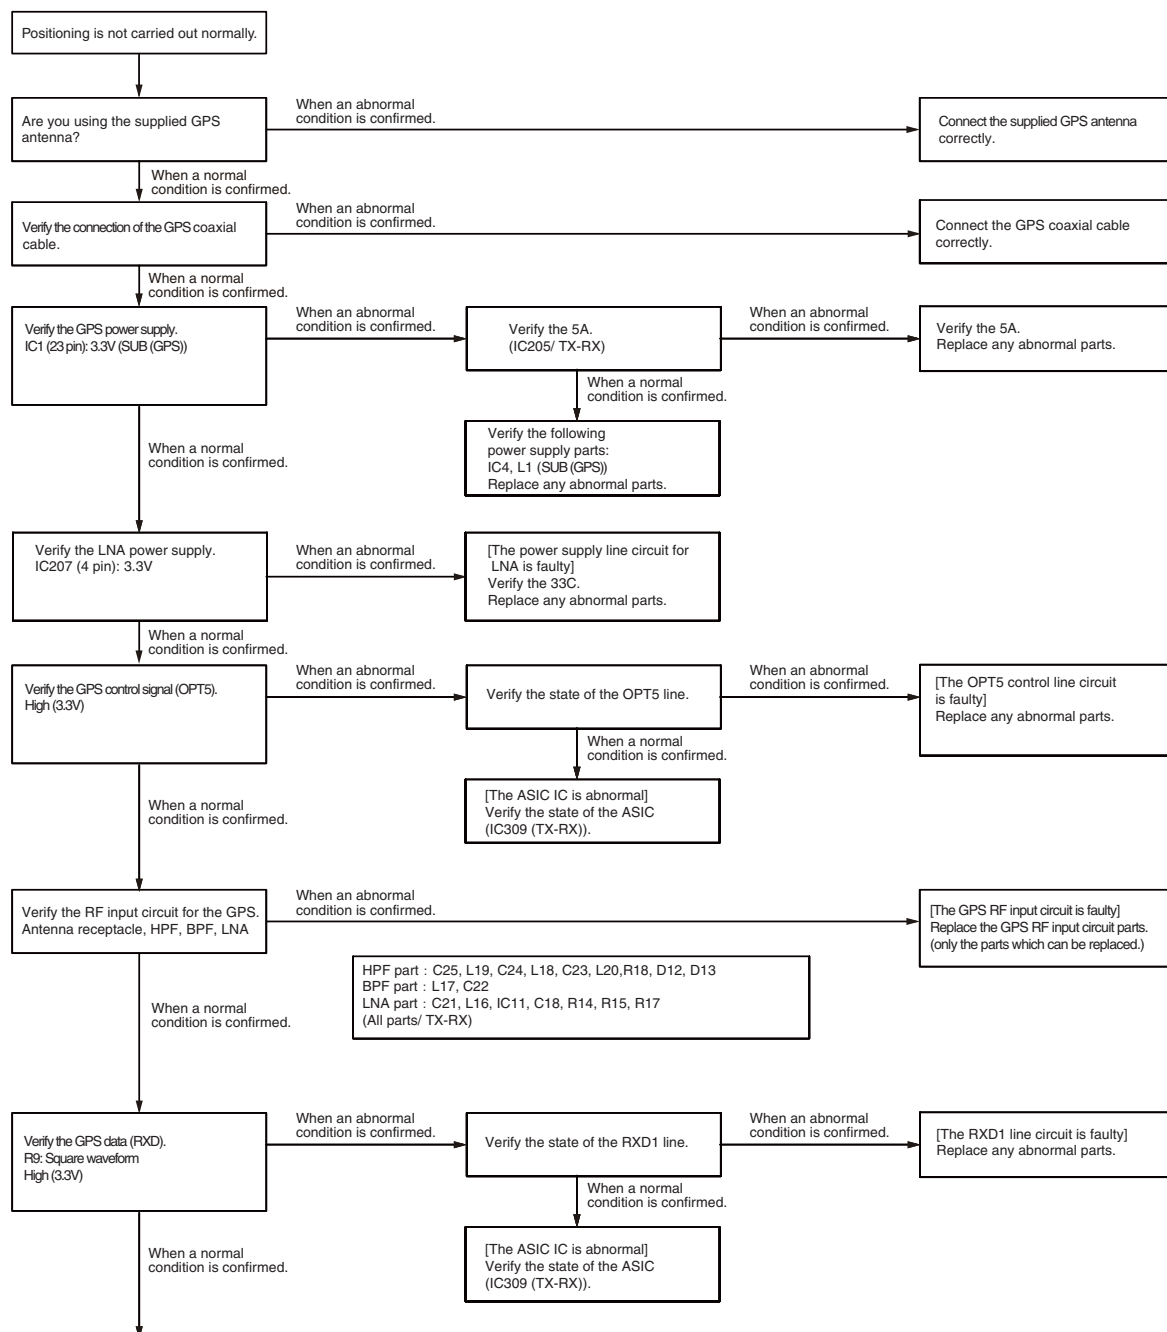 Positioning is not carried out normally.
Are you using the supplied GPS
antenna?
When an abnormal
condition is confirmed.
Connect the supplied GPS antenna
correctly.
When a normal
condition is confirmed.
Verify the connection of the GPS coaxial
cable.
When an abnormal
condition is confirmed.
Connect the GPS coaxial cable
correctly.
When a normal
condition is confirmed.
Verify the GPS power supply.
IC1 (23 pin): 3.3V (SUB (GPS))
When an abnormal
condition is confirmed.
Verify the 5A.
(IC205/ TX-RX)
When an abnormal
condition is confirmed.
Verify the 5A.
Replace any abnormal parts.
When a normal
condition is confirmed.
Verify the following
power supply parts:
IC4, L1 (SUB (GPS))
Replace any abnormal parts.
When a normal
condition is confirmed.
Verify the LNA power supply.
IC207 (4 pin): 3.3V
When an abnormal
condition is confirmed.
[The power supply line circuit for
LNA is faulty]
Verify the 33C.
Replace any abnormal parts.
When a normal
condition is confirmed.
Verify the GPS control signal (OPT5).
High (3.3V)
When an abnormal
condition is confirmed.
Verify the state of the OPT5 line.
When an abnormal
condition is confirmed.
[The OPT5 control line circuit
is faulty]
Replace any abnormal parts.
When a normal
condition is confirmed.
[The ASIC IC is abnormal]
Verify the state of the ASIC
(IC309 (TX-RX)).
When a normal
condition is confirmed.
Verify the RF input circuit for the GPS.
Antenna receptacle, HPF, BPF, LNA
When an abnormal
condition is confirmed.
[The GPS RF input circuit is faulty]
Replace the GPS RF input circuit parts.
(only the parts which can be replaced.)
HPF part : C25, L19, C24, L18, C23, L20,R18, D12, D13
BPF part : L17, C22
LNA part : C21, L16, IC11, C18, R14, R15, R17
(All parts/ TX-RX)
When a normal
condition is confirmed.
Verify the GPS data (RXD).
R9: Square waveform
High (3.3V)
When an abnormal
condition is confirmed.
Verify the state of the RXD1 line.
When an abnormal
condition is confirmed.
[The RXD1 line circuit is faulty]
Replace any abnormal parts.
When a normal
condition is confirmed.
[The ASIC IC is abnormal]
Verify the state of the ASIC
(IC309 (TX-RX)).
When a normal
condition is confirmed.